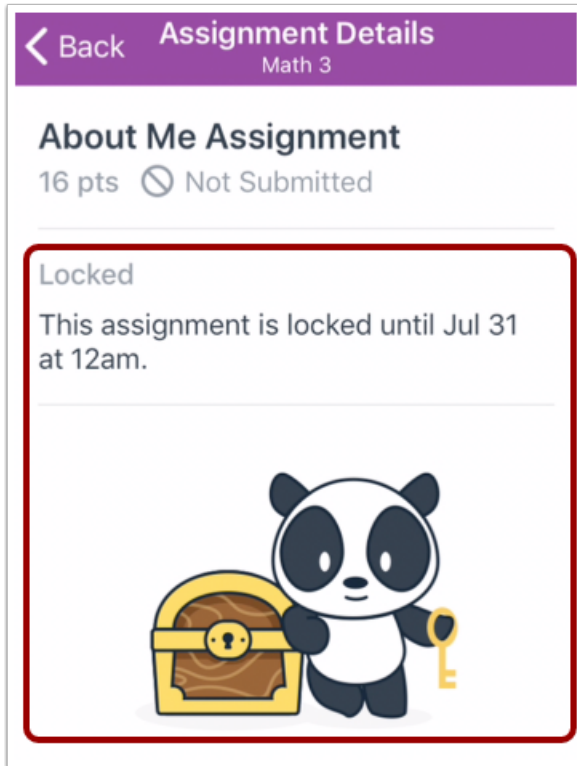 Back
Assignment Details
Math 3
About Me Assignment
16 pts Not Submitted
Locked
This assignment is locked until Jul 31
at 12am.